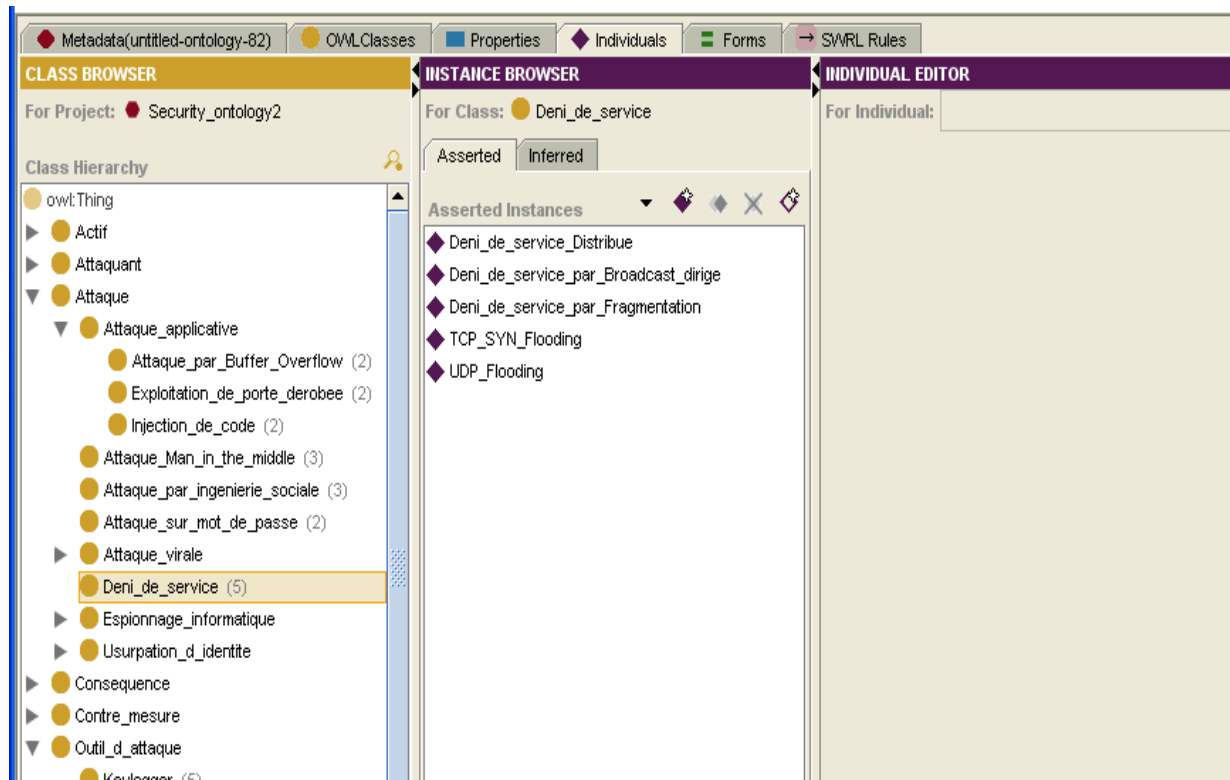 Metadata(untitled-ontology-82) OWLClasses Properties Individuals Forms SWRL Rules
CLASS BROWSER
For Project: Security_ontology2
Class Hierarchy
owl:Thing
Actif
Attaquant
Attaque
Attaque_applicative
Attaque_par_Buffer_Overflow (2)
Exploitation_de_porte_derobee (2)
Injection_de_code (2)
Attaque_Man_in_the_middle (3)
Attaque_par_ingenierie_sociale (3)
Attaque_sur_mot_de_passe (2)
Attaque_virale
Deni_de_service (5)
Espionnage_informatique
Usurpation_d_identite
Consequence
Contre_mesure
Outil_d_attaque
Keylogger (5)
INSTANCE BROWSER
For Class: Deni_de_service
Asserted Inferred
Asserted Instances
Deni_de_service_Distribue
Deni_de_service_par_Broadcast_dirige
Deni_de_service_par_Fragmentation
TCP_SYN_Flooding
UDP_Flooding
INDIVIDUAL EDITOR
For Individual: